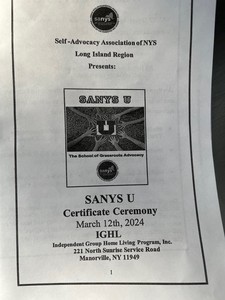 sanys
Self-Advocacy Association of NYS
Long Island Region
Presents:
SANYS U
U
The School of Grassroots Advocacy
SANYS U
Certificate Ceremony
March 12th, 2024
IGHL
Independent Group Home Living Program, Inc.
221 North Sunrise Service Road
Manorville, NY 11949
1